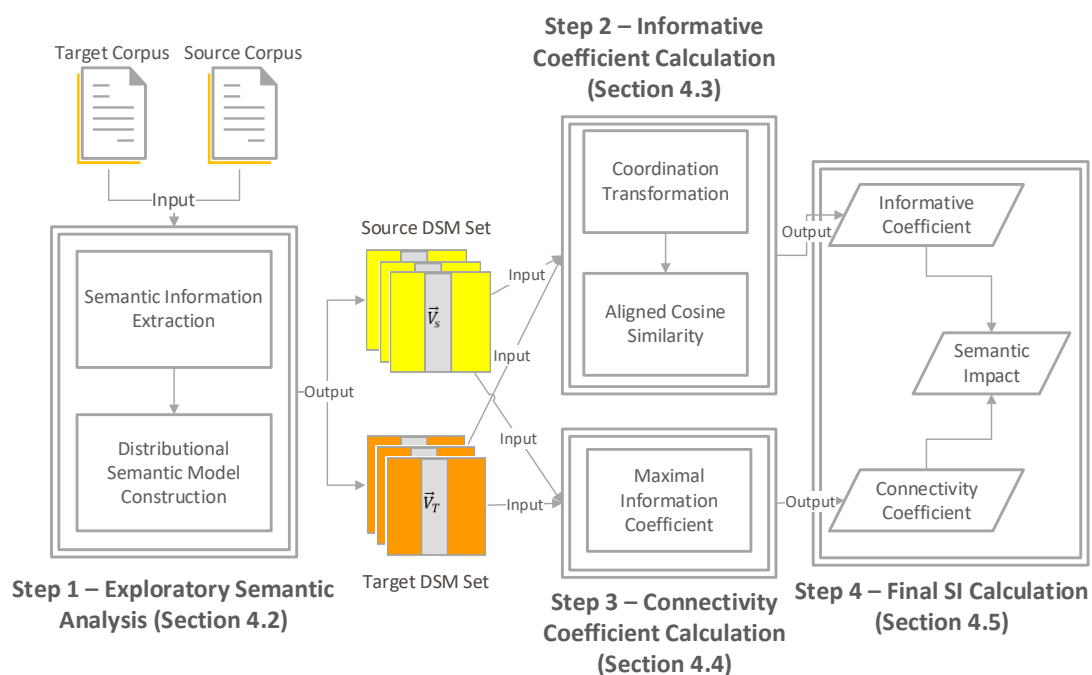 Target Corpus
Source Corpus
Input
Semantic Information
Extraction
Distributional
Semantic Model
Construction
Step 1 – Exploratory Semantic
Analysis (Section 4.2)
Output
Source DSM Set
V⃗s
V⃗T
Target DSM Set
Input
Input
Input
Input
Step 2 – Informative
Coefficient Calculation
(Section 4.3)
Coordination
Transformation
Aligned Cosine
Similarity
Maximal
Information
Coefficient
Step 3 – Connectivity
Coefficient Calculation
(Section 4.4)
Output
Output
Informative
Coefficient
Semantic
Impact
Connectivity
Coefficient
Step 4 – Final SI Calculation
(Section 4.5)